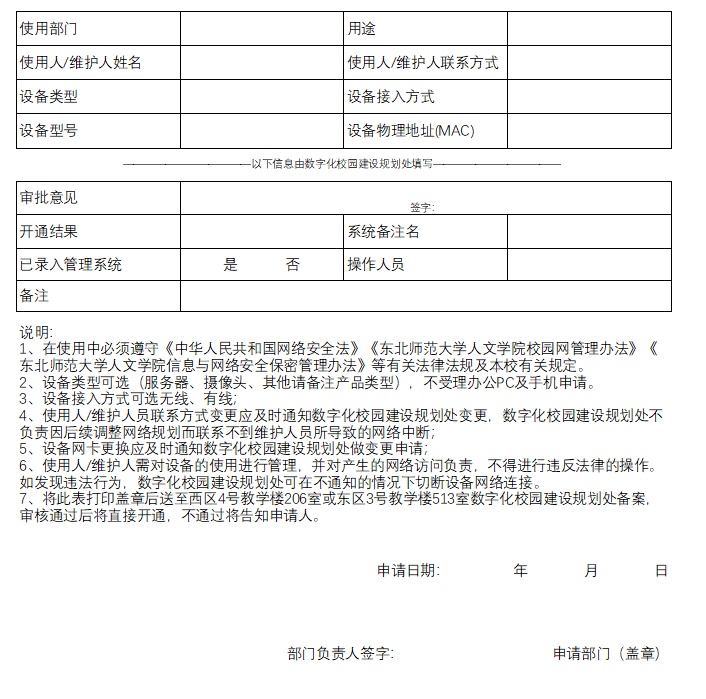 使用部门 用途
使用人/维护人姓名 使用人/维护人联系方式
设备类型 设备接入方式
设备型号 设备物理地址(MAC)
————————————以下信息由数字化校园建设规划处填写————————————
审批意见 签字:
开通结果 系统备注名
已录入管理系统 是 否 操作人员
备注
说明:
1、在使用中必须遵守《中华人民共和国网络安全法》《东北师范大学人文学院校园网管理办法》《
东北师范大学人文学院信息与网络安全保密管理办法》等有关法律法规及本校有关规定。
2、设备类型可选（服务器、摄像头、其他请备注产品类型），不受理办公PC及手机申请。
3、设备接入方式可选无线、有线;
4、使用人/维护人员联系方式变更应及时通知数字化校园建设规划处变更，数字化校园建设规划处不
负责因后续调整网络规划而联系不到维护人员所导致的网络中断;
5、设备网卡更换应及时通知数字化校园建设规划处做变更申请;
6、使用人/维护人需对设备的使用进行管理，并对产生的网络访问负责，不得进行违反法律的操作。
如发现违法行为，数字化校园建设规划处可在不通知的情况下切断设备网络连接。
7、将此表打印盖章后送至西区4号教学楼206室或东区3号教学楼513室数字化校园建设规划处备案，
审核通过后将直接开通，不通过将告知申请人。
申请日期: 年 月 日
部门负责人签字: 申请部门（盖章）